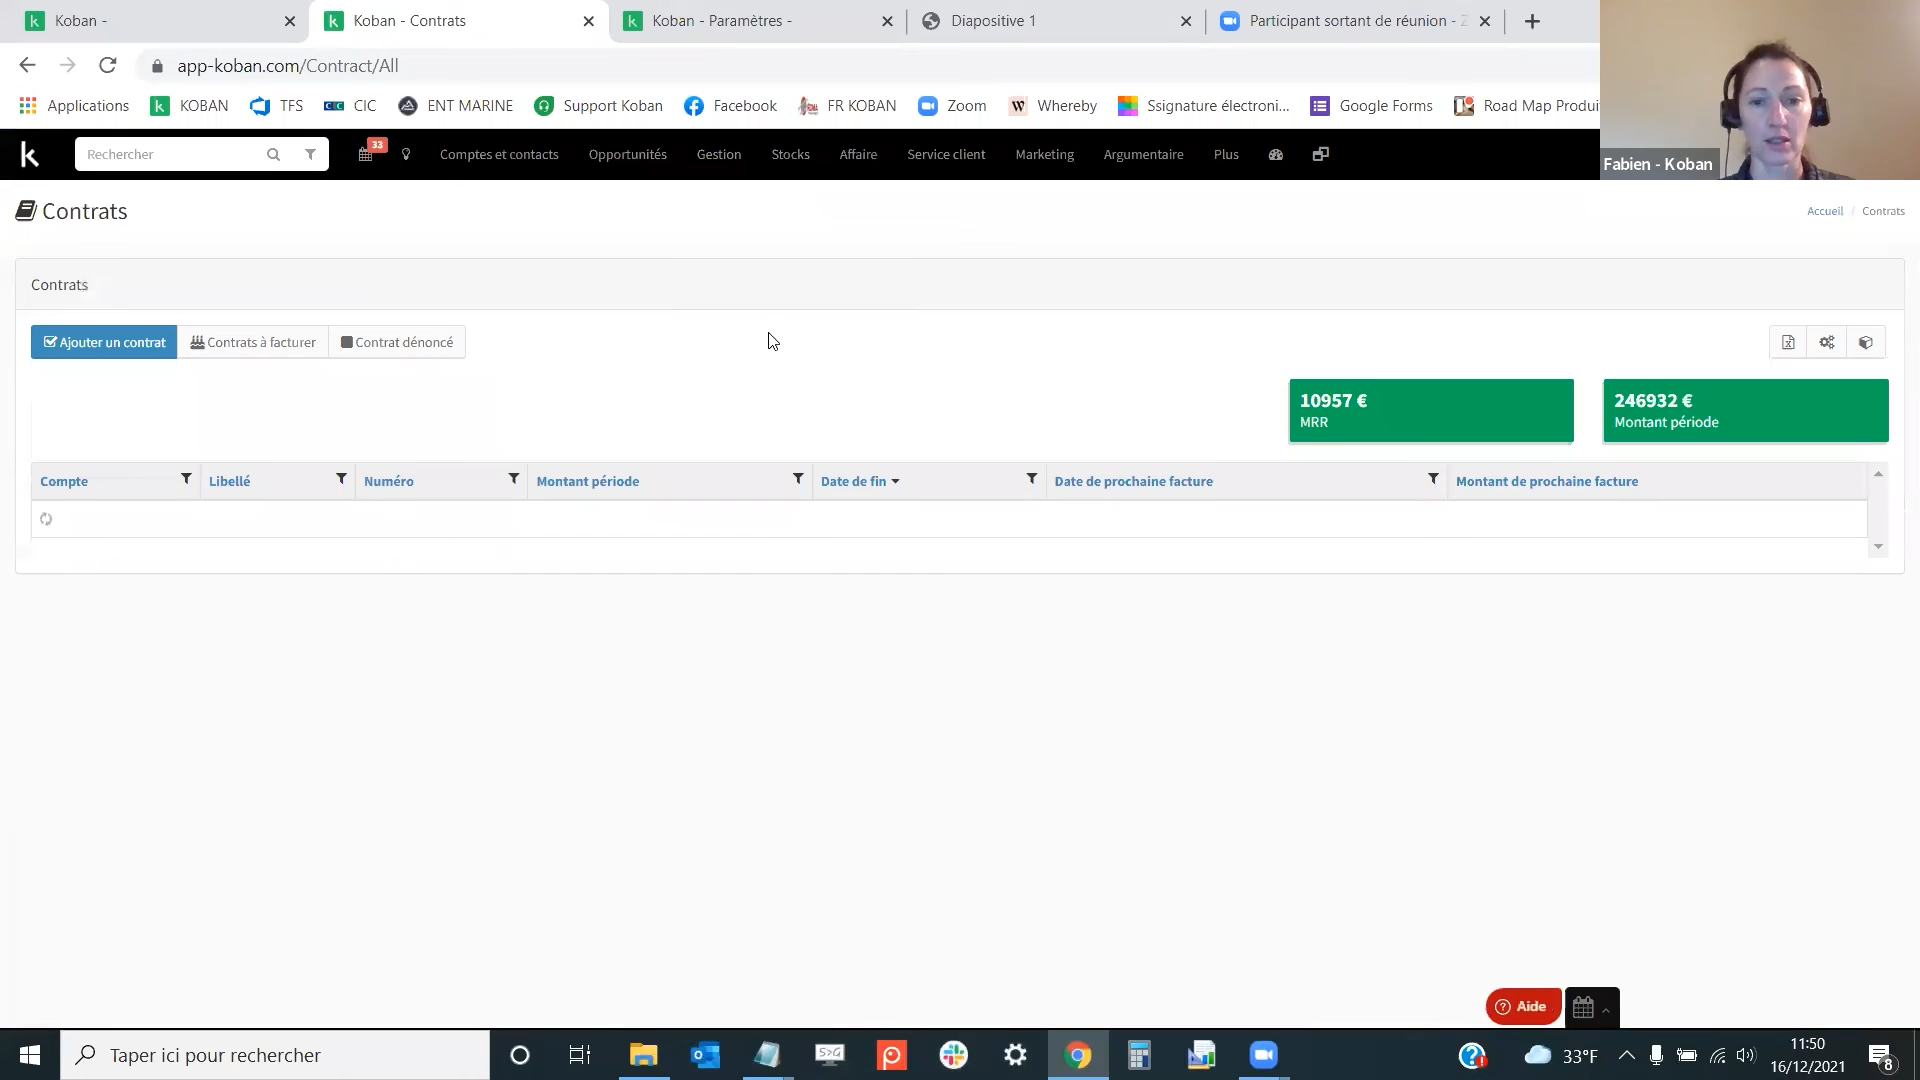 Koban -
Koban - Contrats
Koban - Paramètres -
Diapositive 1
Participant sortant de réunion -
app-koban.com/Contract/All
Applications
KOBAN
TFS
CIC
ENT MARINE
Support Koban
Facebook
FR KOBAN
Zoom
Whereby
Ssignature électroni...
Google Forms
Road Map Produi
Fabien - Koban
k
Rechercher
33
Comptes et contacts
Opportunités
Gestion
Stocks
Affaire
Service client
Marketing
Argumentaire
Plus
Contrats
Accueil / Contrats
Contrats
Ajouter un contrat
Contrats à facturer
Contrat dénoncé
10957 €
MRR
246932 €
Montant période
Compte
Libellé
Numéro
Montant période
Date de fin
Date de prochaine facture
Montant de prochaine facture
Aide
Taper ici pour rechercher
33°F
11:50
16/12/2021
8